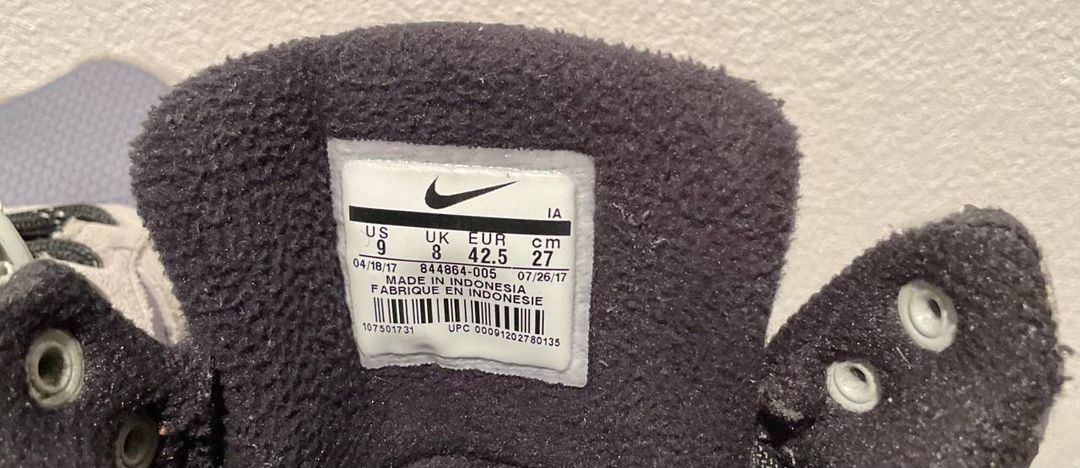 IA
US UK EUR cm
9 8 42.5 27
04/18/17 844864-005 07/26/17
MADE IN INDONESIA
FABRIQUE EN INDONESIE
107501731 UPC 00091202780135